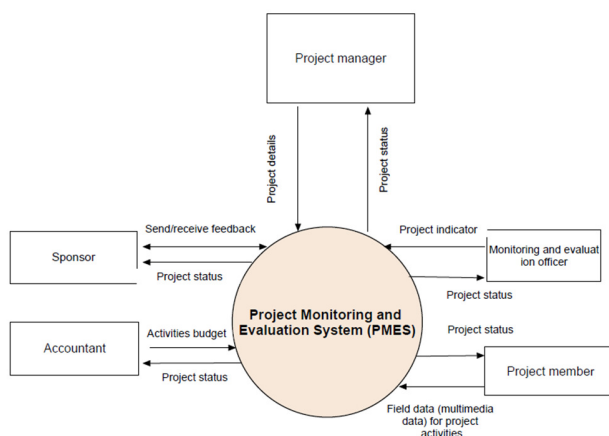 Project manager
Project details
Project status
Send/receive feedback
Sponsor
Project status
Project indicator
Monitoring and evaluat
ion officer
Project status
Project Monitoring and
Evaluation System (PMES)
Activities budget
Accountant
Project status
Project status
Project member
Field data (multimedia
data) for project
activities